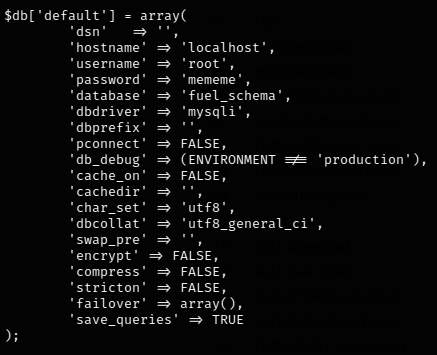 $db['default'] = array(
        'dsn'   => '',
        'hostname' => 'localhost',
        'username' => 'root',
        'password' => 'mememe',
        'database' => 'fuel_schema',
        'dbdriver' => 'mysqli',
        'dbprefix' => '',
        'pconnect' => FALSE,
        'db_debug' => (ENVIRONMENT !== 'production'),
        'cache_on' => FALSE,
        'cachedir' => '',
        'char_set' => 'utf8',
        'dbcollat' => 'utf8_general_ci',
        'swap_pre' => '',
        'encrypt' => FALSE,
        'compress' => FALSE,
        'stricton' => FALSE,
        'failover' => array(),
        'save_queries' => TRUE
);